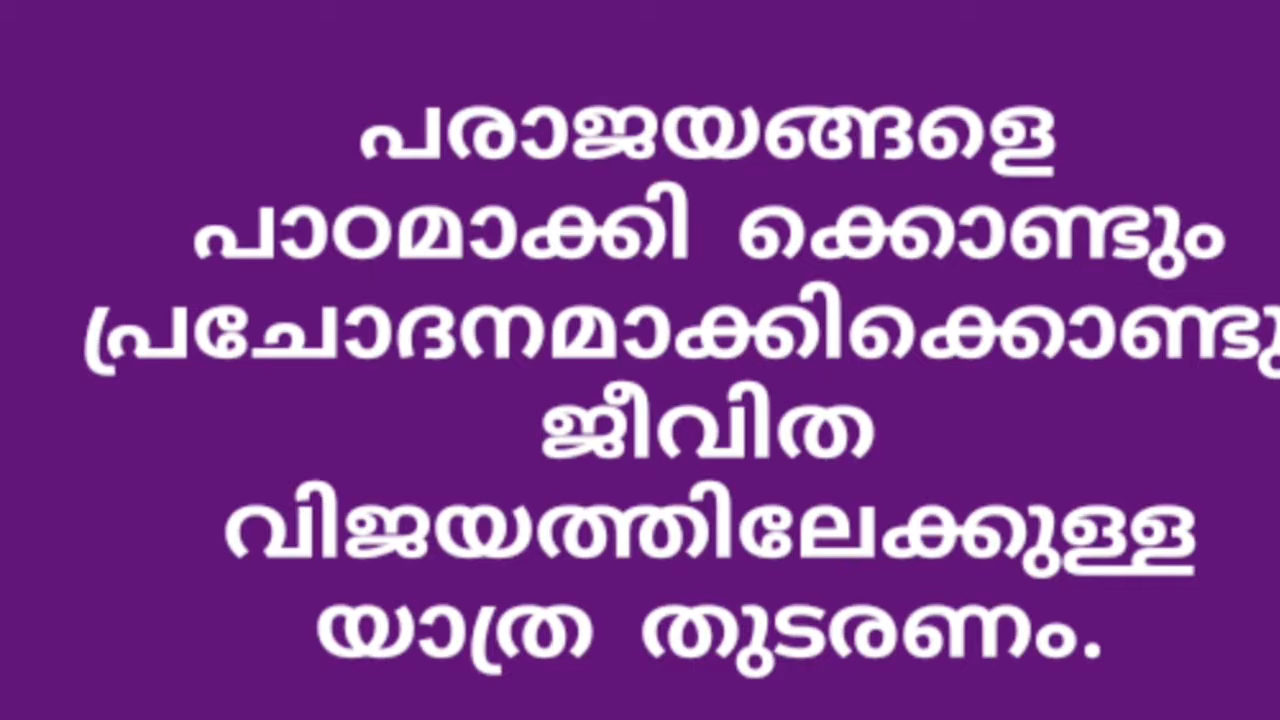 പരാജയങ്ങളെ
പാഠമാക്കി ക്കൊണ്ടും
പ്രചോദനമാക്കിക്കൊണ്ടു
ജീവിത
വിജയത്തിലേക്കുള്ള
യാത്ര തുടരണം.